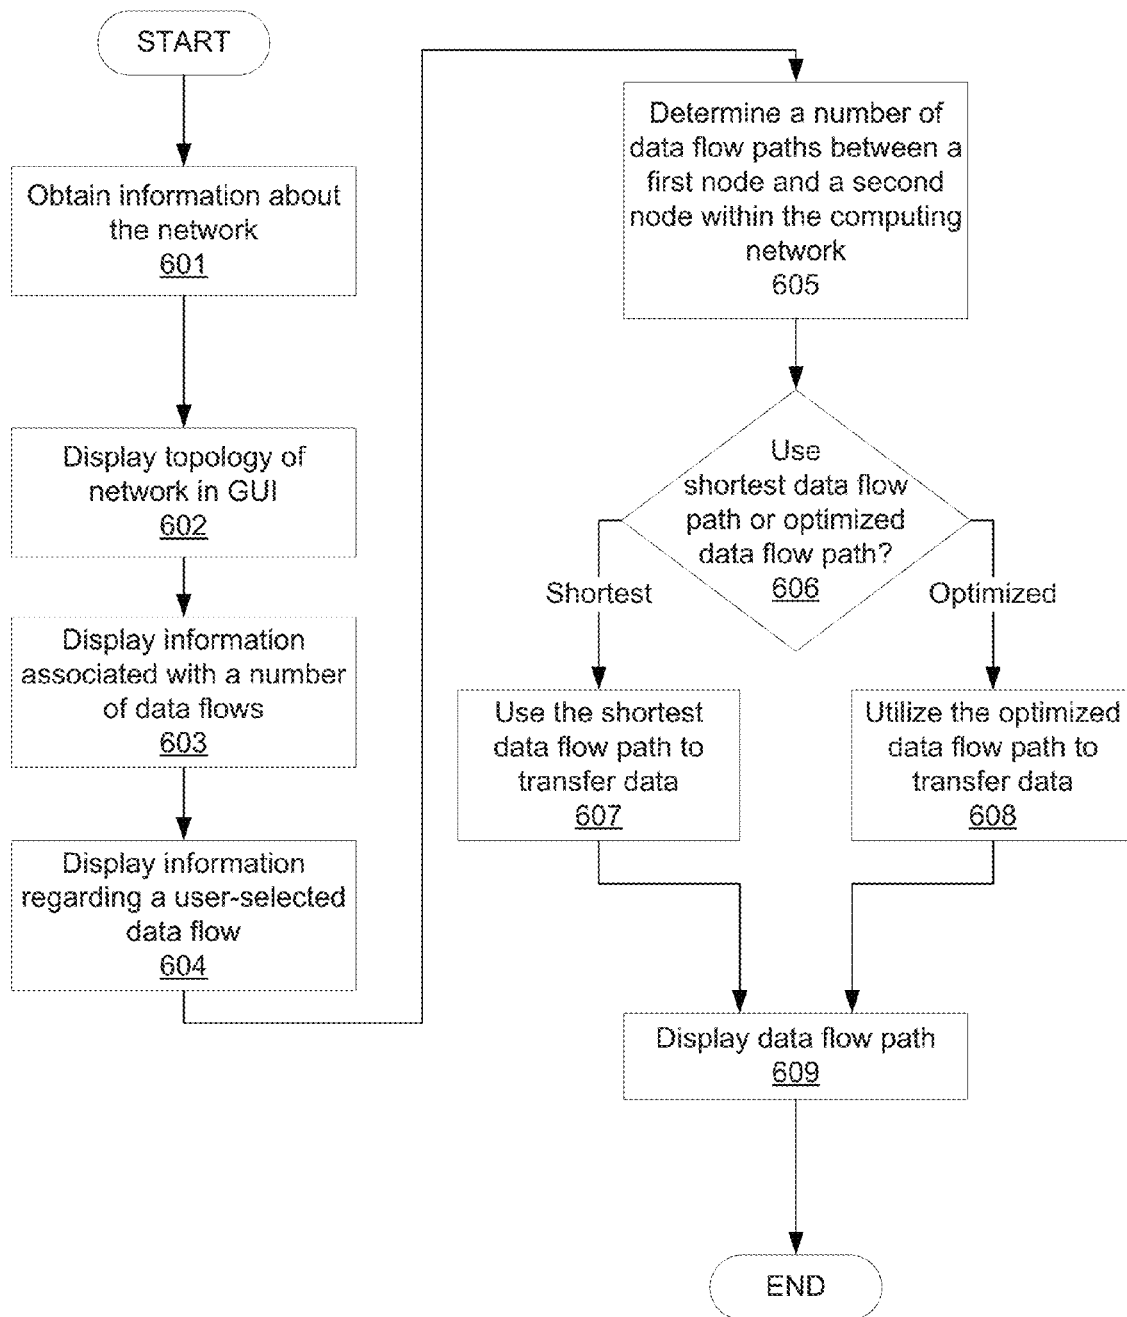 START
Obtain information about
the network
601
Display topology of
network in GUI
602
Display information
associated with a number
of data flows
603
Display information
regarding a user-selected
data flow
604
Determine a number of
data flow paths between a
first node and a second
node within the computing
network
605
Use
shortest data flow
path or optimized
data flow path?
606
Shortest
Optimized
Use the shortest
data flow path to
transfer data
607
Utilize the optimized
data flow path to
transfer data
608
Display data flow path
609
END